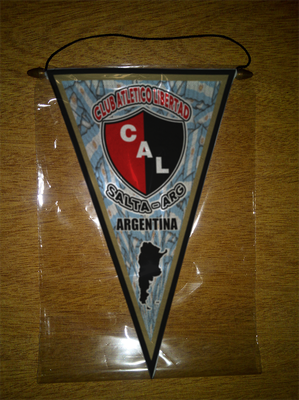 CLUB ATLETICO LIBERTAD
CAL
SALTA - ARG
ARGENTINA